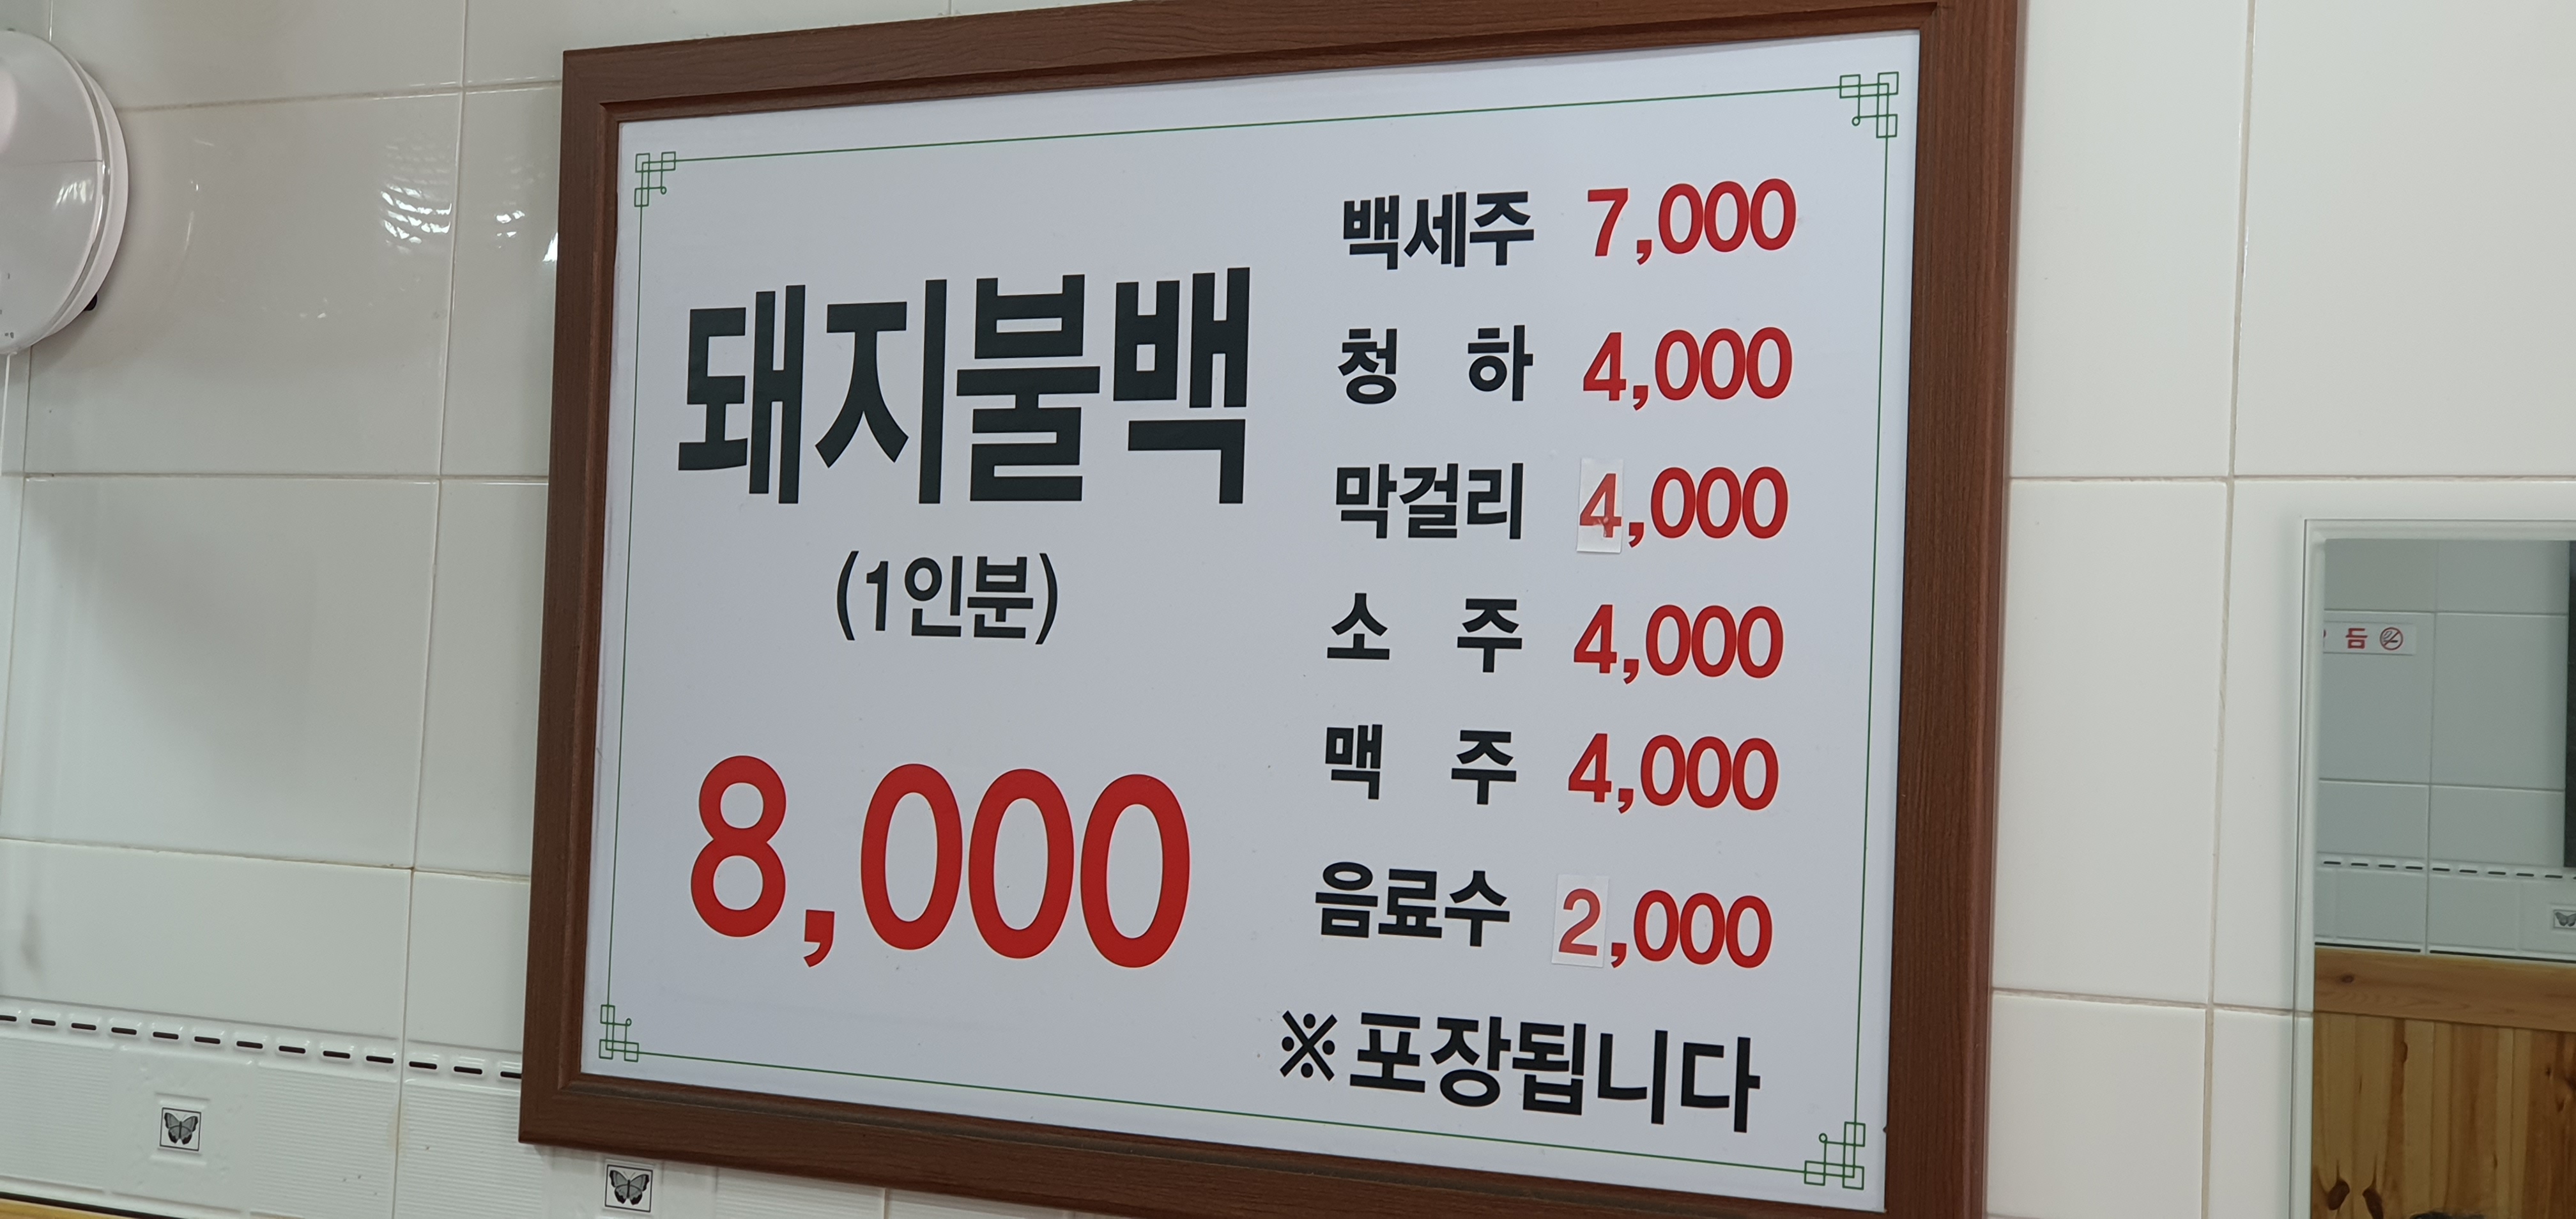 돼지불백
(1인분)
8,000
백세주 7,000
청 하 4,000
막걸리 4,000
소 주 4,000
맥 주 4,000
음료수 2,000
※포장됩니다